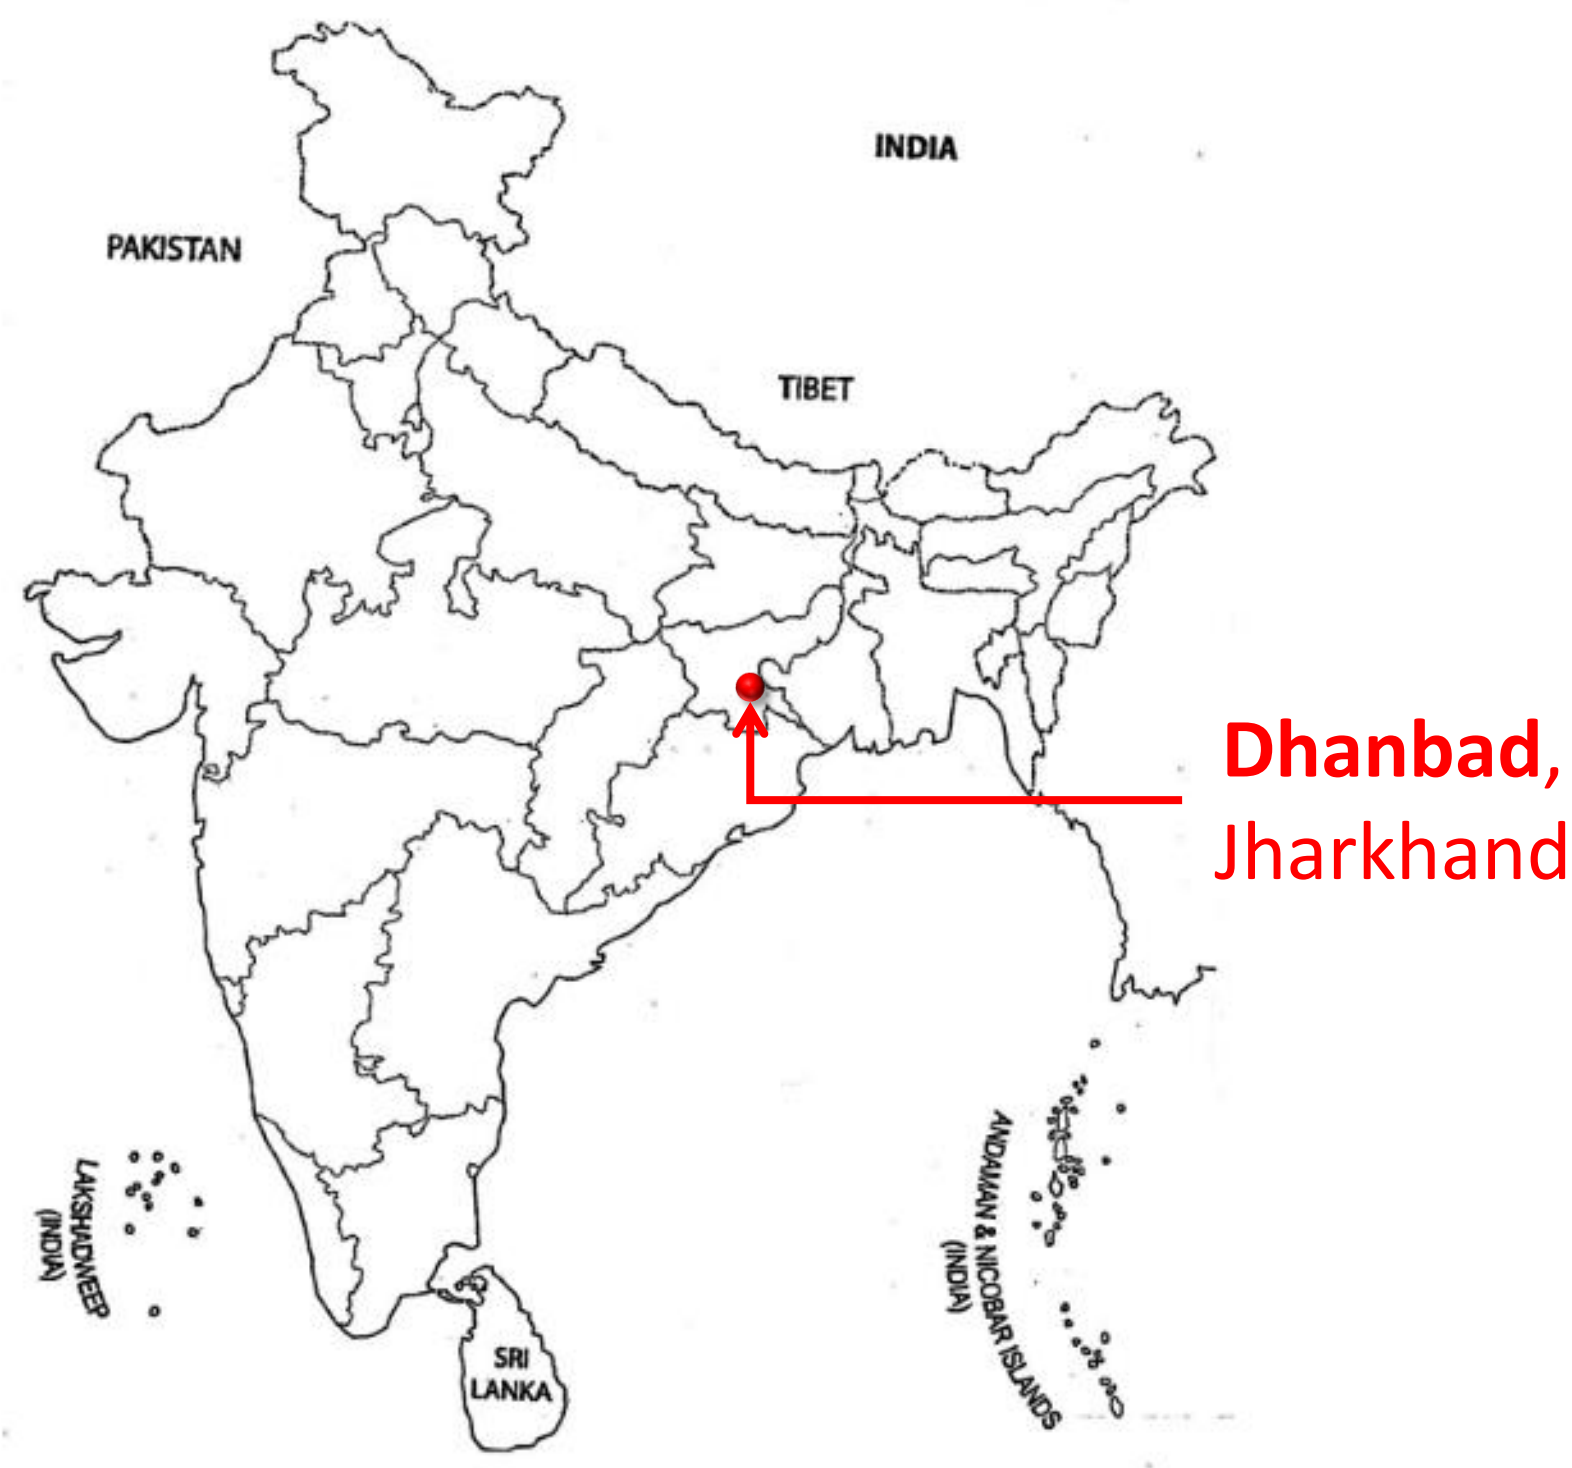 INDIA
PAKISTAN
TIBET
Dhanbad,
Jharkhand
LAKSHADWEEP
(INDIA)
ANDAMAN & NICOBAR ISLANDS
(INDIA)
SRI
LANKA